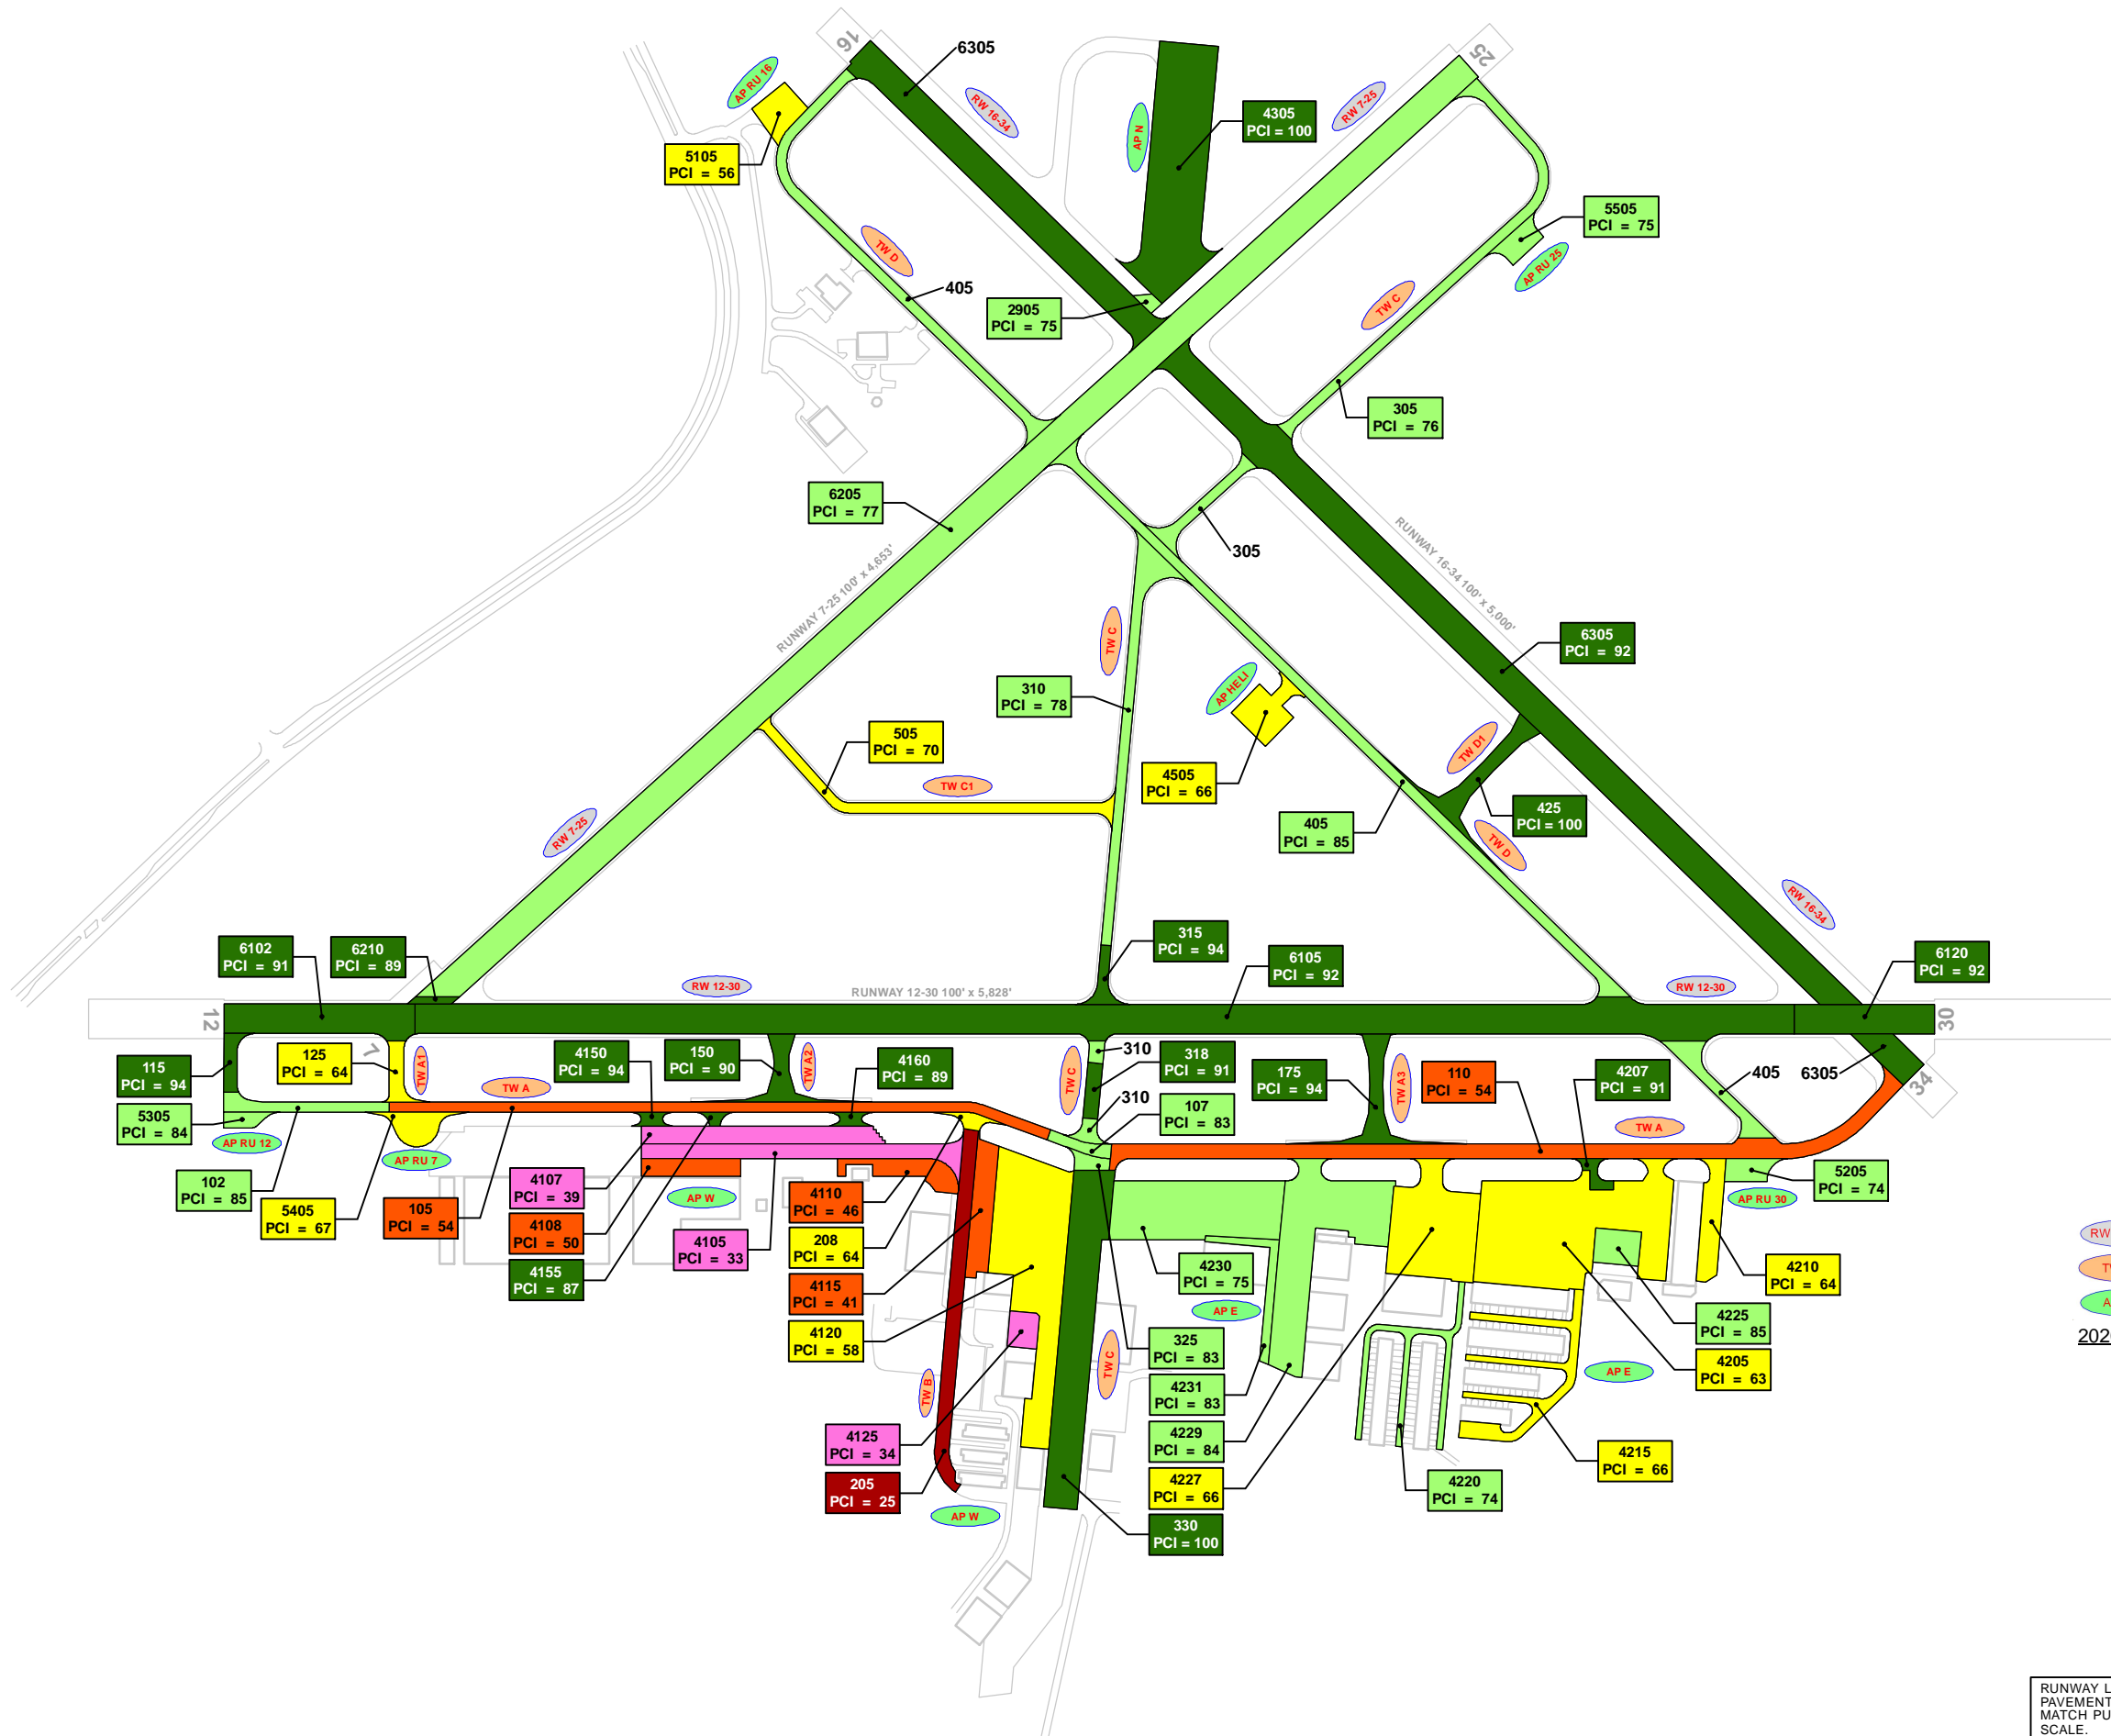 16
6305
RW 16-34
AP RU 16
AP N
4305
PCI = 100
RW 7-25
25
5105
PCI = 56
5505
PCI = 75
AP RU 25
TW D
405
2905
PCI = 75
TW C
305
PCI = 76
6205
PCI = 77
305
RUNWAY 7-25 100' x 4,653'
RUNWAY 16-34 100' x 5,000'
TW C
6305
PCI = 92
310
PCI = 78
AP HELI
505
PCI = 70
TW C1
4505
PCI = 66
TW D1
425
PCI = 100
405
PCI = 85
TW D
RW 7-25
RW 16-34
6102
PCI = 91
6210
PCI = 89
315
PCI = 94
6105
PCI = 92
6120
PCI = 92
RW 12-30
RUNWAY 12-30 100' x 5,828'
RW 12-30
12
30
7
115
PCI = 94
125
PCI = 64
TW A1
TW A
4150
PCI = 94
150
PCI = 90
TW A2
4160
PCI = 89
TW C
310
318
PCI = 91
310
107
PCI = 83
175
PCI = 94
TW A3
110
PCI = 54
4207
PCI = 91
TW A
405
6305
34
5305
PCI = 84
AP RU 12
102
PCI = 85
AP RU 7
5405
PCI = 67
105
PCI = 54
4107
PCI = 39
4108
PCI = 50
4155
PCI = 87
AP W
4105
PCI = 33
4110
PCI = 46
208
PCI = 64
4115
PCI = 41
4120
PCI = 58
5205
PCI = 74
AP RU 30
4230
PCI = 75
AP E
4210
PCI = 64
4225
PCI = 85
4205
PCI = 63
AP E
325
PCI = 83
4231
PCI = 83
4229
PCI = 84
4227
PCI = 66
330
PCI = 100
TW C
TW B
4125
PCI = 34
205
PCI = 25
AP W
4215
PCI = 66
4220
PCI = 74
RW
RUNWAY L
PAVEMENT
MATCH PU
SCALE.